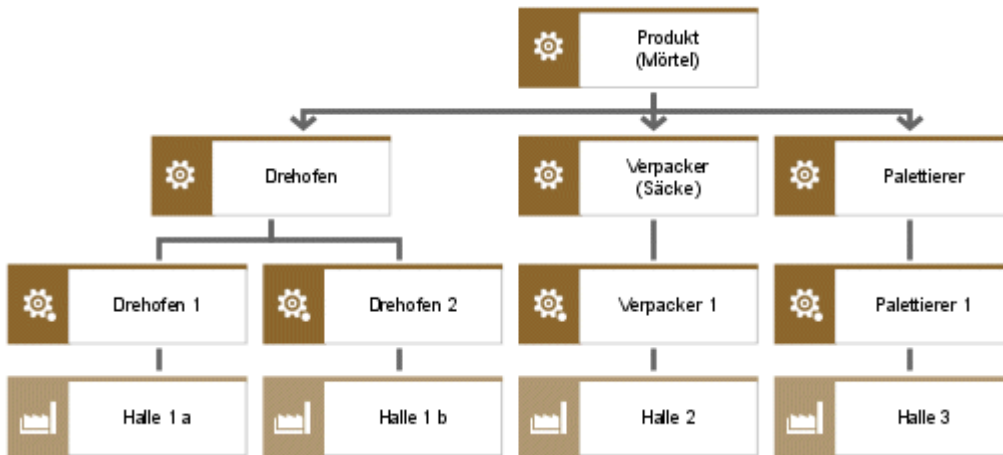 Produkt
(Mörtel)
Drehofen
Verpacker
(Säcke)
Palettierer
Drehofen 1
Drehofen 2
Verpacker 1
Palettierer 1
Halle 1 a
Halle 1 b
Halle 2
Halle 3